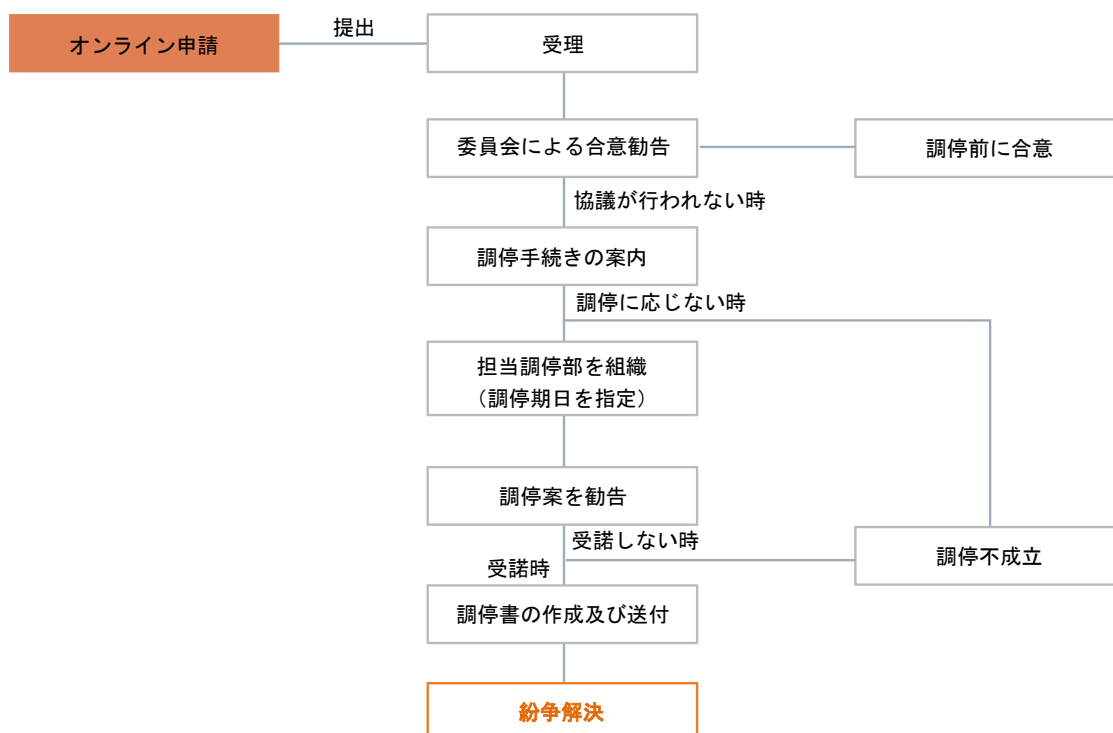 オンライン申請
提出
受理
委員会による合意勧告
調停前に合意
協議が行われない時
調停手続きの案内
調停に応じない時
担当調停部を組織
（調停期日を指定）
調停案を勧告
受諾しない時
調停不成立
受諾時
調停書の作成及び送付
紛争解決